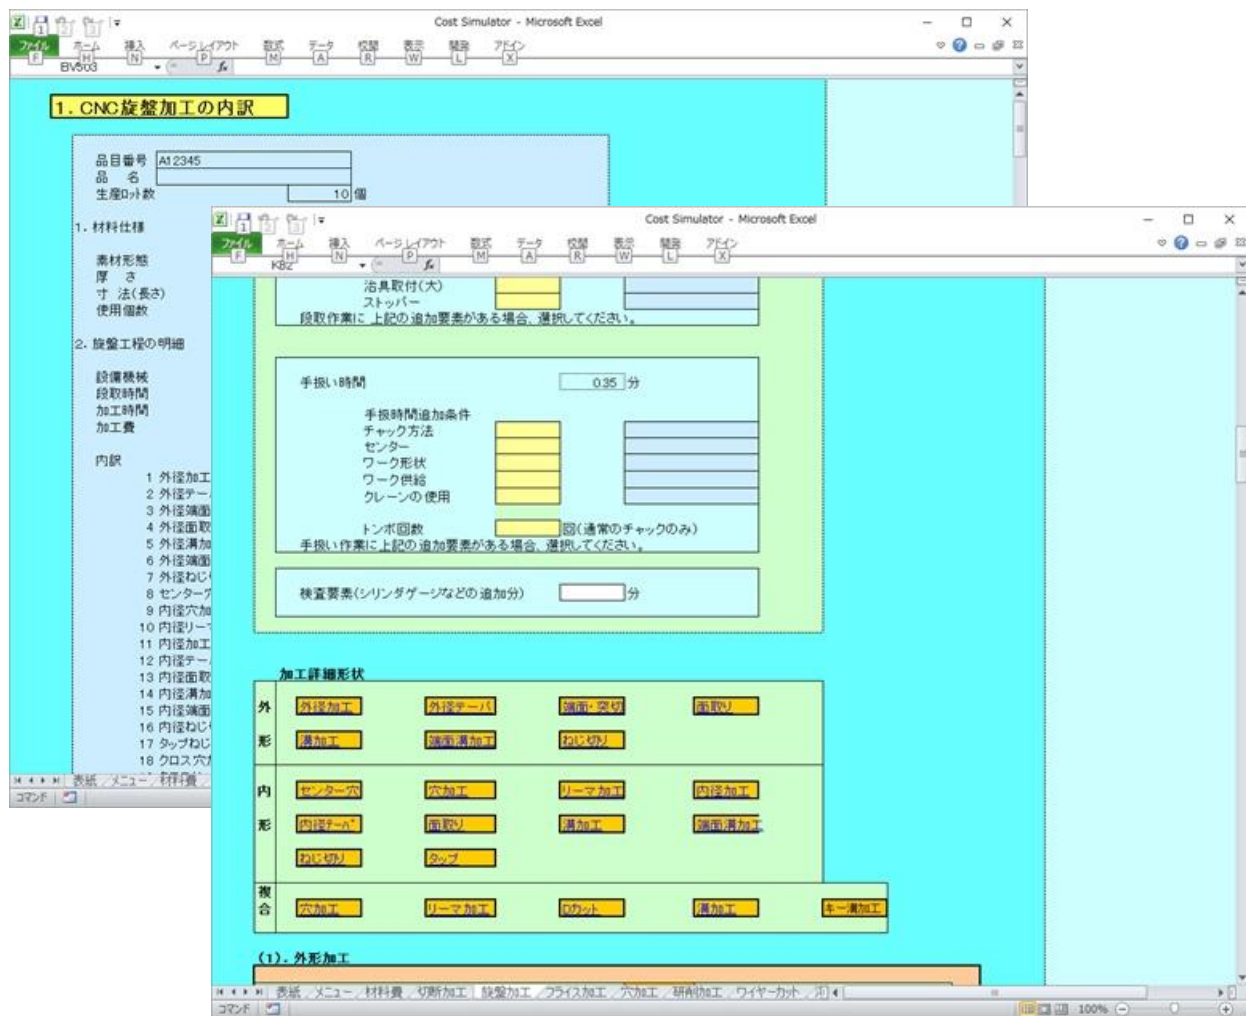 Cost Simulator - Microsoft Excel
1 2 3
ファイル ホーム 挿入 ページレイアウト 数式 データ 校閲 表示 開発 アドイン
F H N P M A R W L X
BV503 fx
1. CNC旋盤加工の内訳
品目番号 A12345
品 名
生産ロット数 10 個
1. 材料仕様
素材形態
厚 さ
寸 法(長さ)
使用個数
2. 旋盤工程の明細
設備機械
段取時間
加工時間
加工費
内訳
1 外径加工
2 外径テー
3 外径端面
4 外径面取
5 外径溝加
6 外径端面
7 外径ねじ
8 センター穴
9 内径穴加
10 内径リー
11 内径加工
12 内径テー
13 内径面取
14 内径溝加
15 内径端面
16 内径ねじ
17 タップねじ
18 クロス穴加
表紙 メニュー 材料費
コマンド
Cost Simulator - Microsoft Excel
1 2 3
ファイル ホーム 挿入 ページレイアウト 数式 データ 校閲 表示 開発 アドイン
F H N P M A R W L X
K82 fx
治具取付(大)
ストッパー
段取作業に 上記の追加要素がある場合、選択してください。
手扱い時間 0.35 分
手扱時間追加条件
チャック方法
センター
ワーク形状
ワーク供給
クレーンの使用
トンボ回数 回(通常のチャックのみ)
手扱い作業に上記の追加要素がある場合、選択してください。
検査要素(シリンダゲージなどの追加分) 分
加工詳細形状
外形
外径加工 外径テーパ 端面・突切 面取り
溝加工 端面溝加工 ねじ切り
内形
センター穴 穴加工 リーマ加工 内径加工
内径テーパ 面取り 溝加工 端面溝加工
ねじ切り タップ
複合
穴加工 リーマ加工 Dカット 溝加工 キー溝加工
(1). 外形加工
表紙 メニュー 材料費 切断加工 旋盤加工 フライス加工 穴加工 研削加工 ワイヤーカット
コマンド 100%